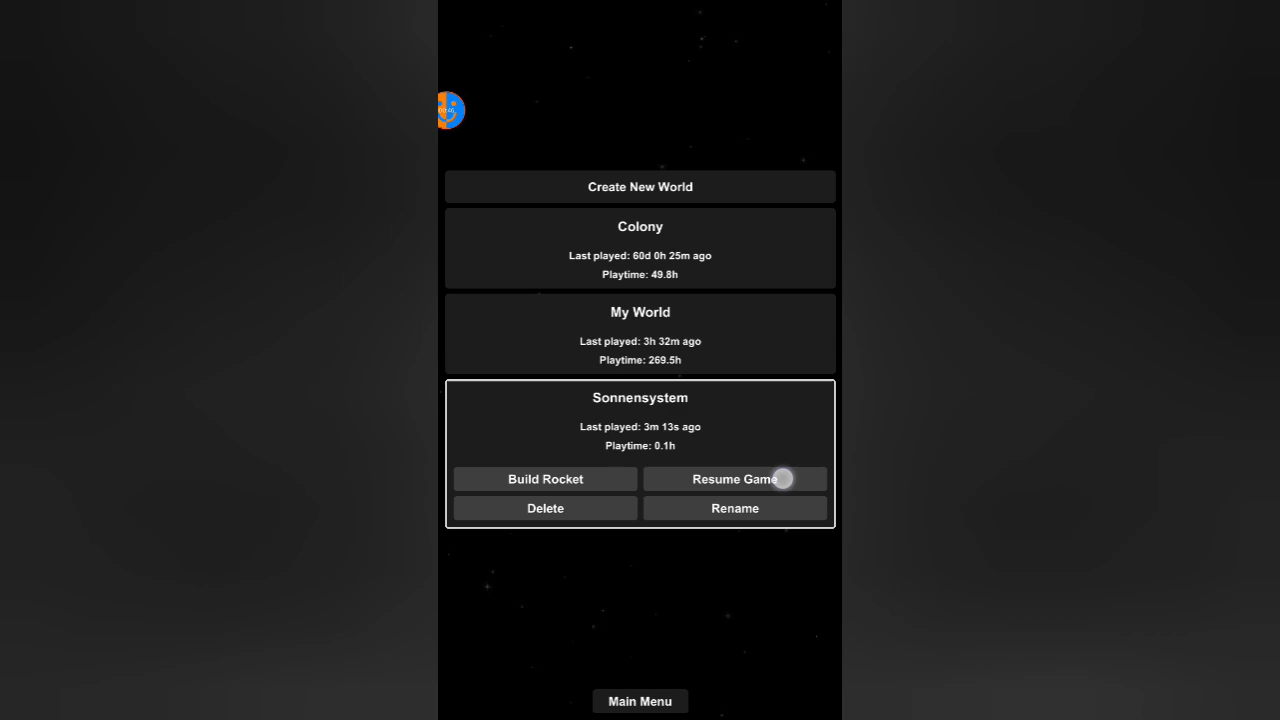 Create New World
Colony
Last played: 60d 0h 25m ago
Playtime: 49.8h
My World
Last played: 3h 32m ago
Playtime: 269.5h
Sonnensystem
Last played: 3m 13s ago
Playtime: 0.1h
Build Rocket
Resume Game
Delete
Rename
Main Menu